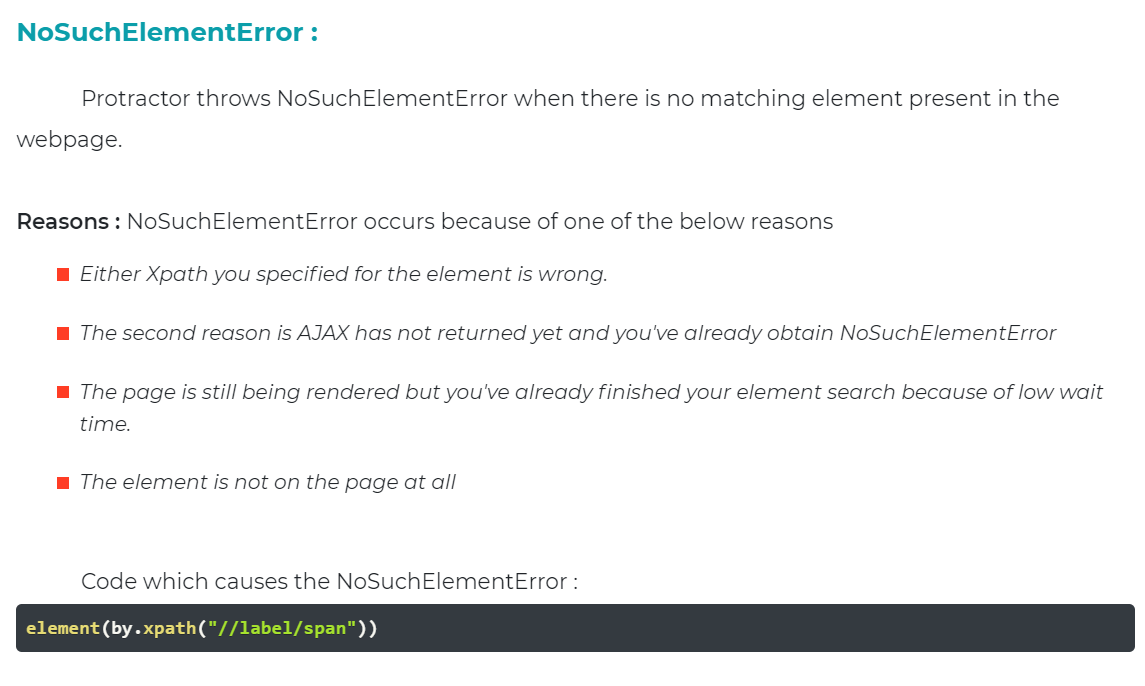 NoSuchElementError :
Protractor throws NoSuchElementError when there is no matching element present in the
webpage.
Reasons : NoSuchElementError occurs because of one of the below reasons
Either Xpath you specified for the element is wrong.
The second reason is AJAX has not returned yet and you've already obtain NoSuchElementError
The page is still being rendered but you've already finished your element search because of low wait
time.
The element is not on the page at all
Code which causes the NoSuchElementError :
element(by.xpath("//label/span"))